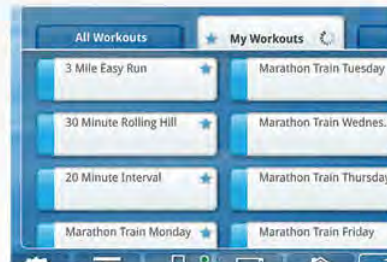 All Workouts
My Workouts
3 Mile Easy Run
Marathon Train Tuesday
30 Minute Rolling Hill
Marathon Train Wednes..
20 Minute Interval
Marathon Train Thursday
Marathon Train Monday
Marathon Train Friday